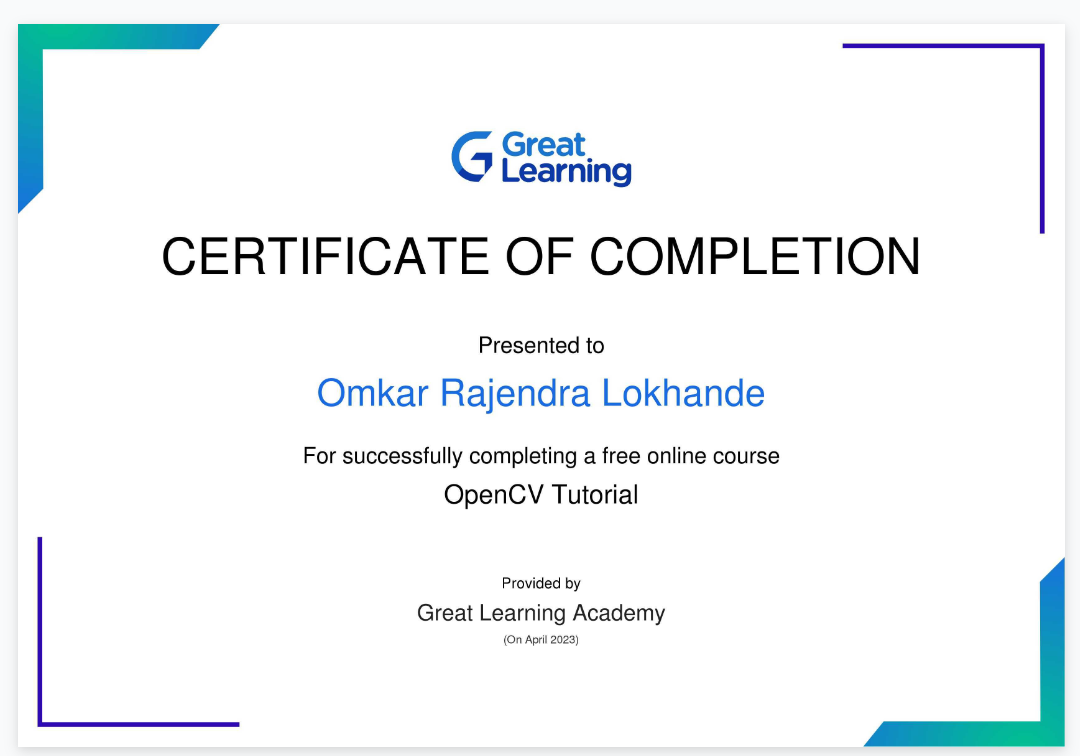 Great
Learning
CERTIFICATE OF COMPLETION
Presented to
Omkar Rajendra Lokhande
For successfully completing a free online course
OpenCV Tutorial
Provided by
Great Learning Academy
(On April 2023)